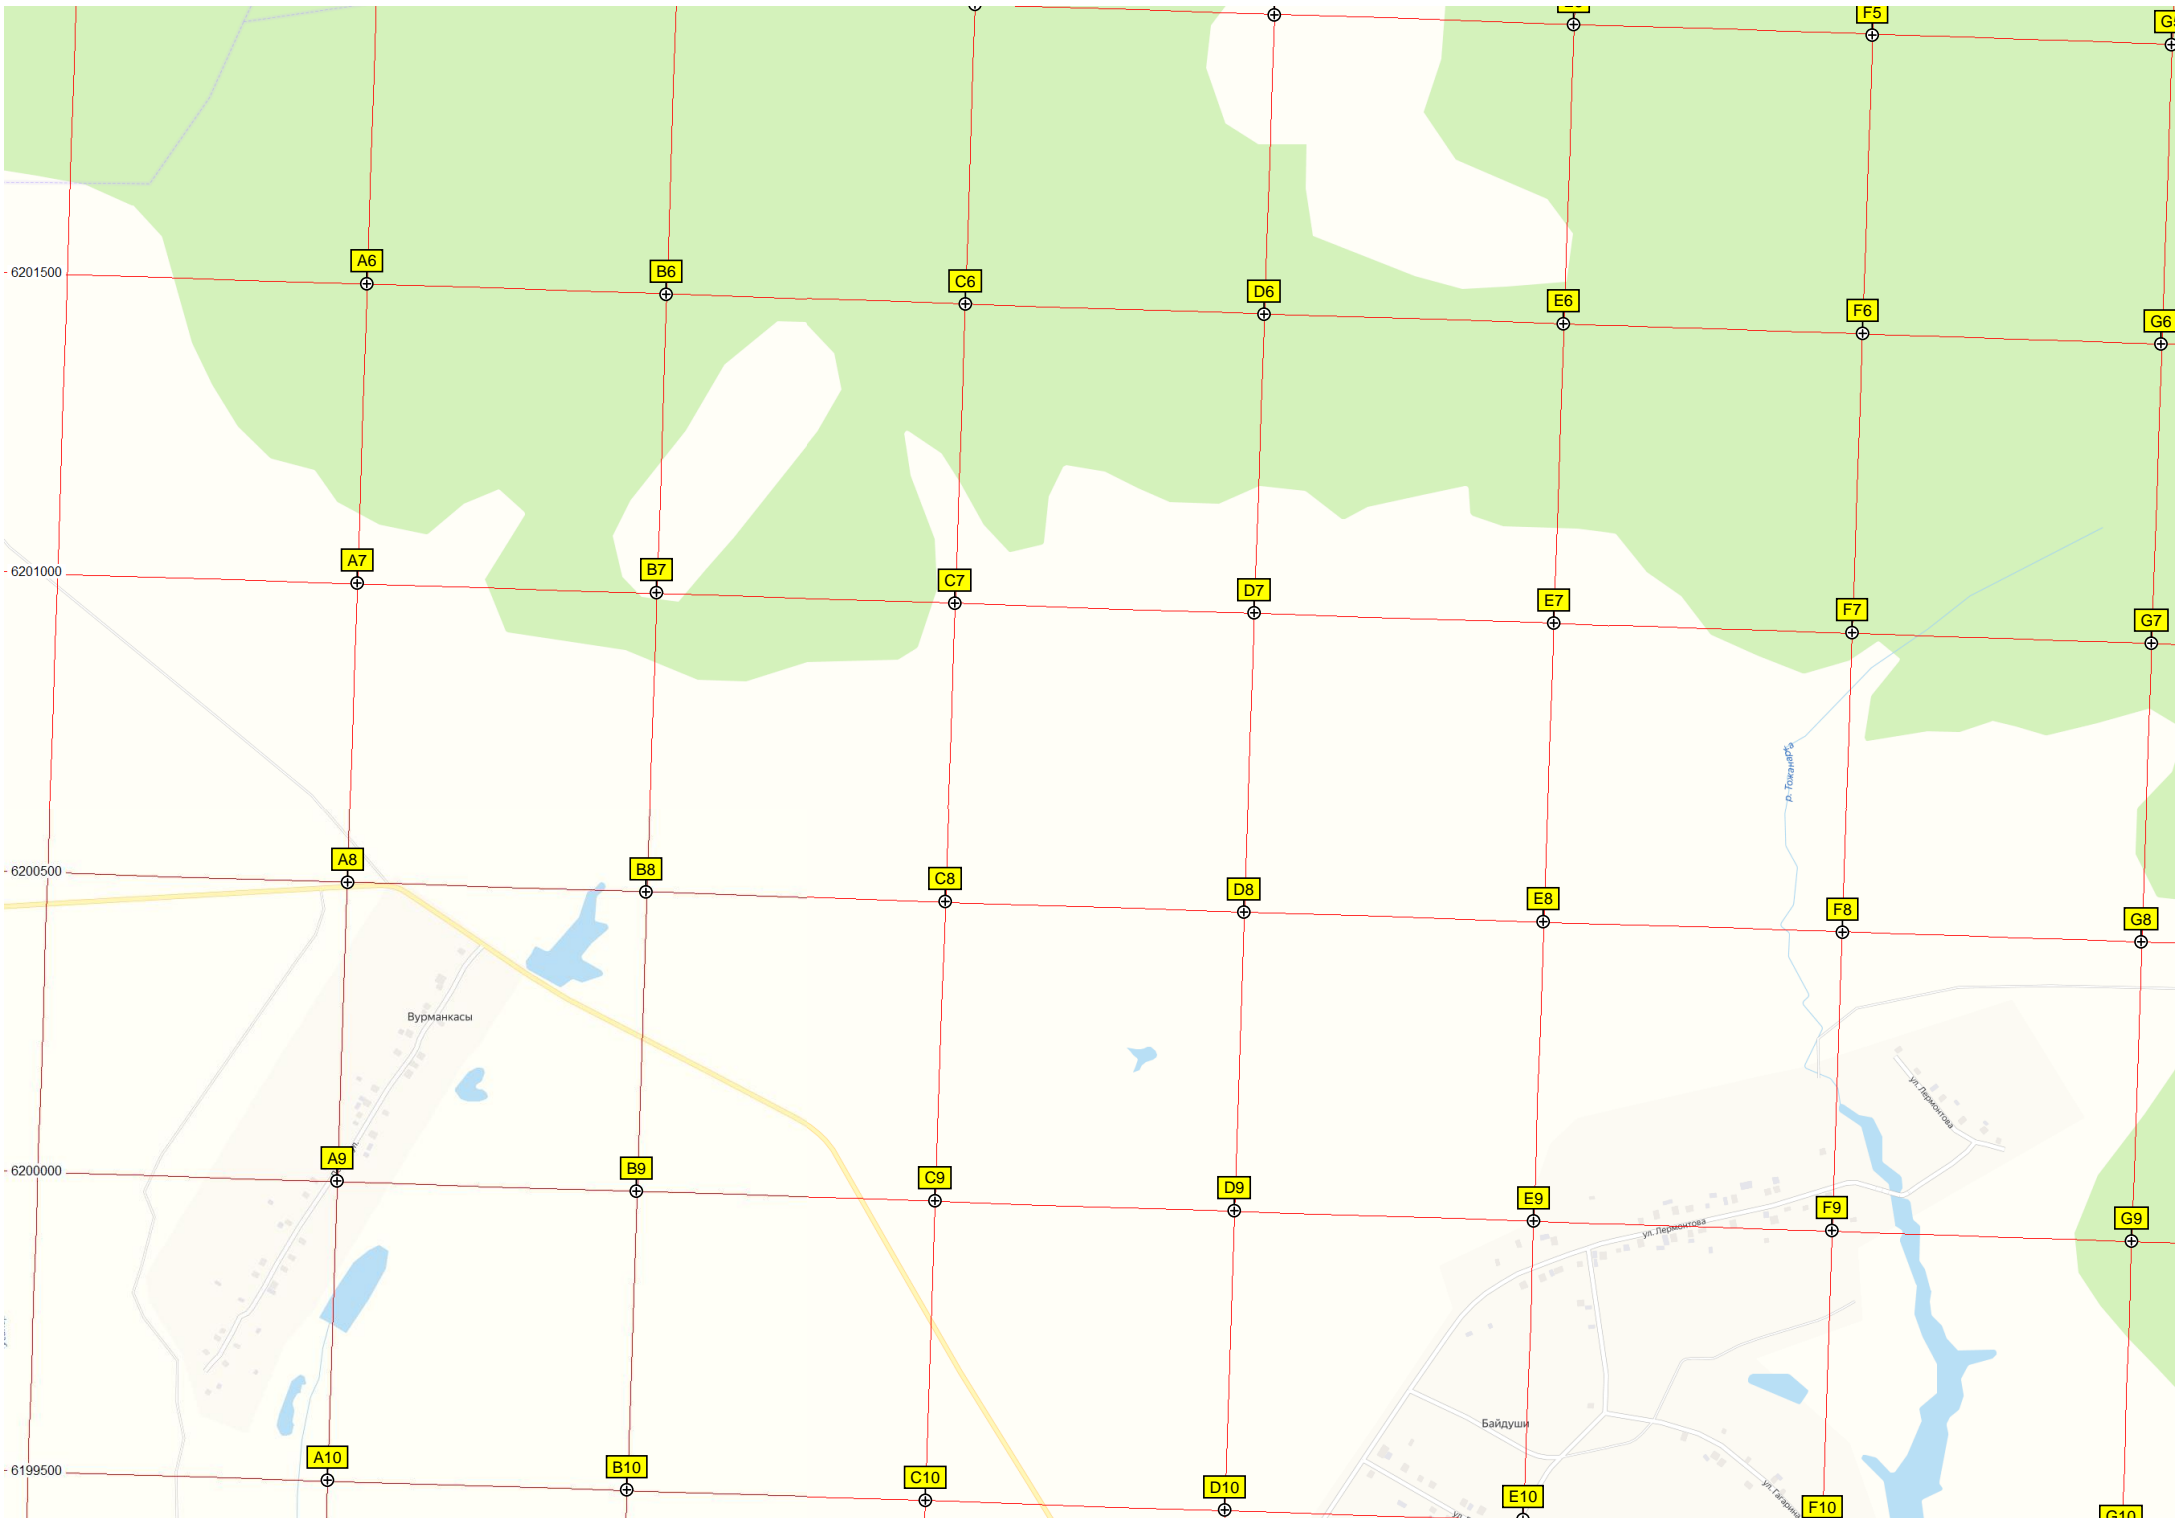 F5
A6
B6
C6
D6
E6
F6
G6
6201500
A7
B7
C7
D7
E7
F7
G7
6201000
р. Тожанарка
A8
B8
C8
D8
E8
F8
G8
6200500
Вурманкасы
ул. Лермонтова
A9
B9
C9
D9
E9
F9
G9
6200000
ул. Лермонтова
Байдуши
A10
B10
C10
D10
E10
F10
G10
6199500
ул. Гагарина